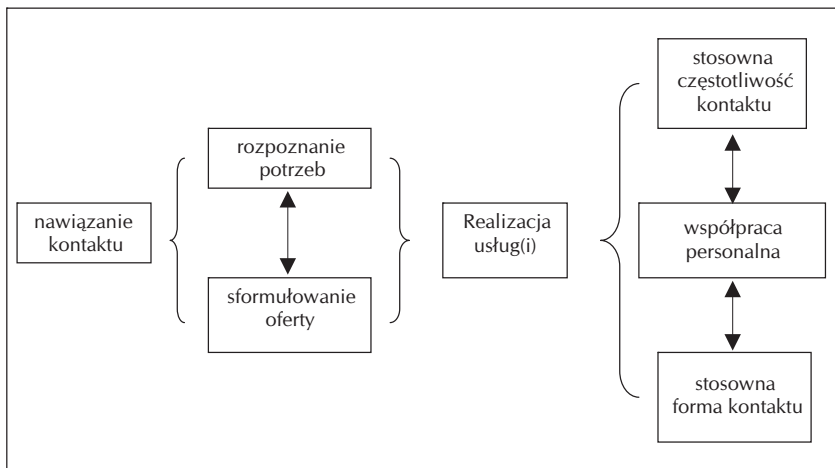 nawiązanie
kontaktu
rozpoznanie
potrzeb
sformułowanie
oferty
Realizacja
usług(i)
stosowna
częstotliwość
kontaktu
współpraca
personalna
stosowna
forma kontaktu